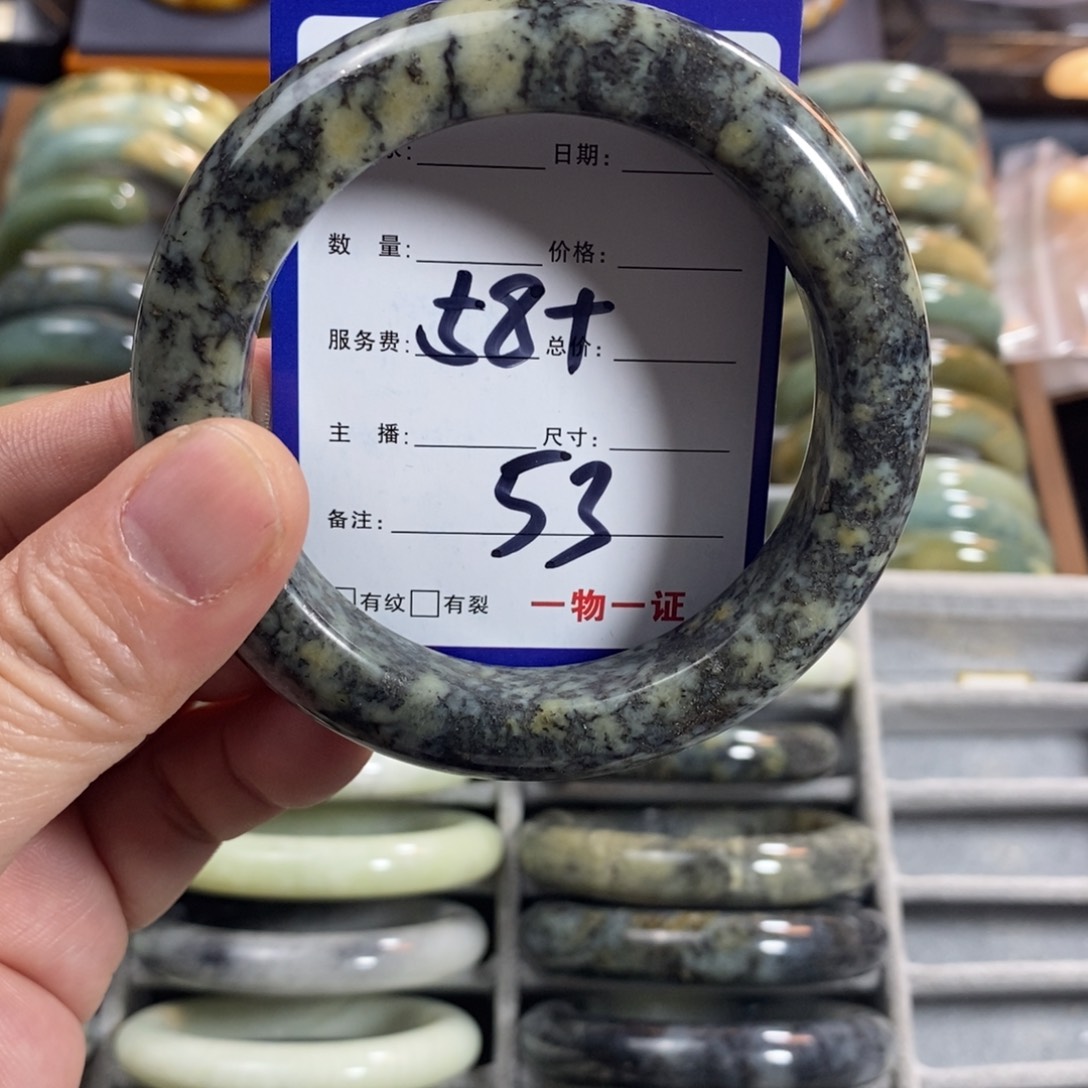 日期:
数 量: 价格:
服务费: 总价:
58+
主 播: 尺寸:
53
备注:
有纹 有裂 一物一证